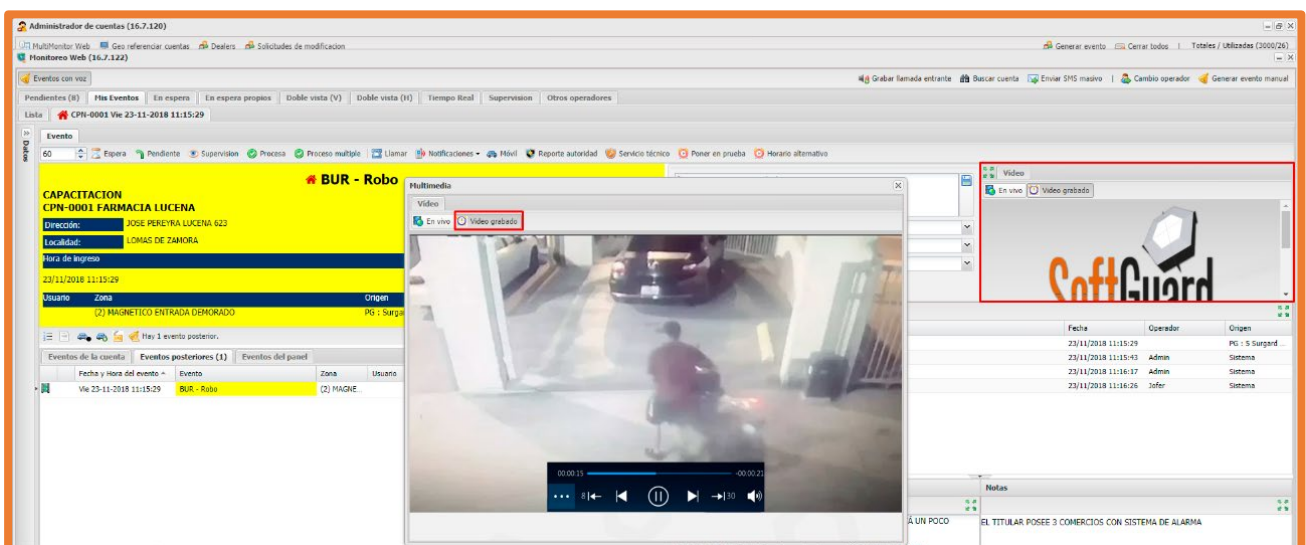 Administrador de cuentas (16.7.120)
MultiMonitor Web Geo referenciar cuentas Dealers Solicitudes de modificacion Generar evento Cerrar todos | Totales / Utilizadas (3000/26)
Monitoreo Web (16.7.122)
Eventos con voz Grabar llamada entrante Buscar cuenta Enviar SMS masivo | Cambio operador Generar evento manual
Pendientes (8) Mis Eventos En espera En espera propios Doble vista (V) Doble vista (H) Tiempo Real Supervision Otros operadores
Lista CPN-0001 Vie 23-11-2018 11:15:29
Datos
Evento
60 Espera Pendiente Supervision Procesa Proceso multiple Llamar Notificaciones Móvil Reporte autoridad Servicio técnico Poner en prueba Horario alternativo
BUR - Robo
CAPACITACION
CPN-0001 FARMACIA LUCENA
Dirección: JOSE PEREYRA LUCENA 623
Localidad: LOMAS DE ZAMORA
Hora de ingreso
23/11/2018 11:15:29
Usuario Zona Origen
(2) MAGNETICO ENTRADA DEMORADO PG : Surga
Hay 1 evento posterior.
Eventos de la cuenta Eventos posteriores (1) Eventos del panel
Fecha y Hora del evento Evento Zona Usuario
Vie 23-11-2018 11:15:29 BUR - Robo (2) MAGNE...
Multimedia
Video
En vivo Video grabado
00:00:15 -00:00:21
8 30
Video
En vivo Video grabado
SoftGuard
Fecha Operador Origen
23/11/2018 11:15:29 PG : S Surgard ...
23/11/2018 11:15:43 Admin Sistema
23/11/2018 11:16:17 Admin Sistema
23/11/2018 11:16:26 Jofer Sistema
Notas
Á UN POCO
EL TITULAR POSEE 3 COMERCIOS CON SISTEMA DE ALARMA